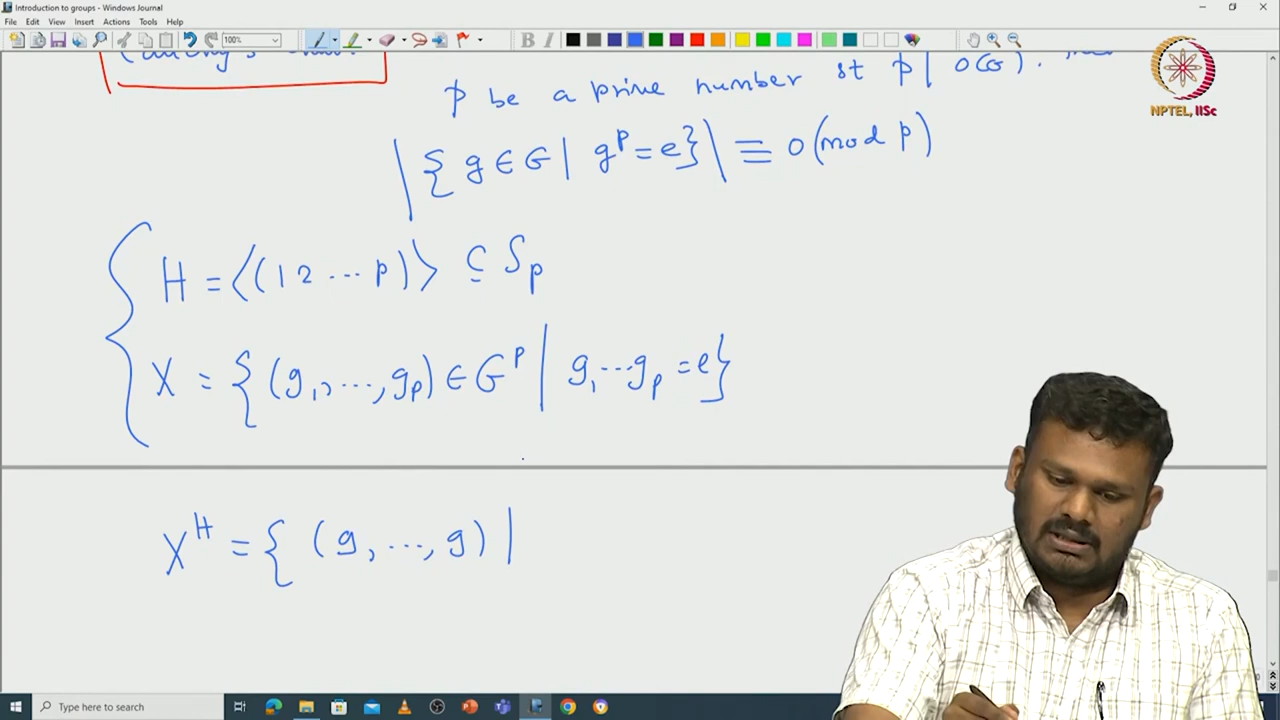 Introduction to groups - Windows Journal
File Edit View Insert Actions Tools Help
100% B I
p be a prime number st p | o(G).
|{g ∈ G | g^p = e}| ≡ 0 (mod p)
H = ⟨(1 2 ... p)⟩ ⊆ S_p
X = {(g_1, ..., g_p) ∈ G^p | g_1 ... g_p = e}
X^H = { (g, ..., g) |
NPTEL, IISc
Type here to search